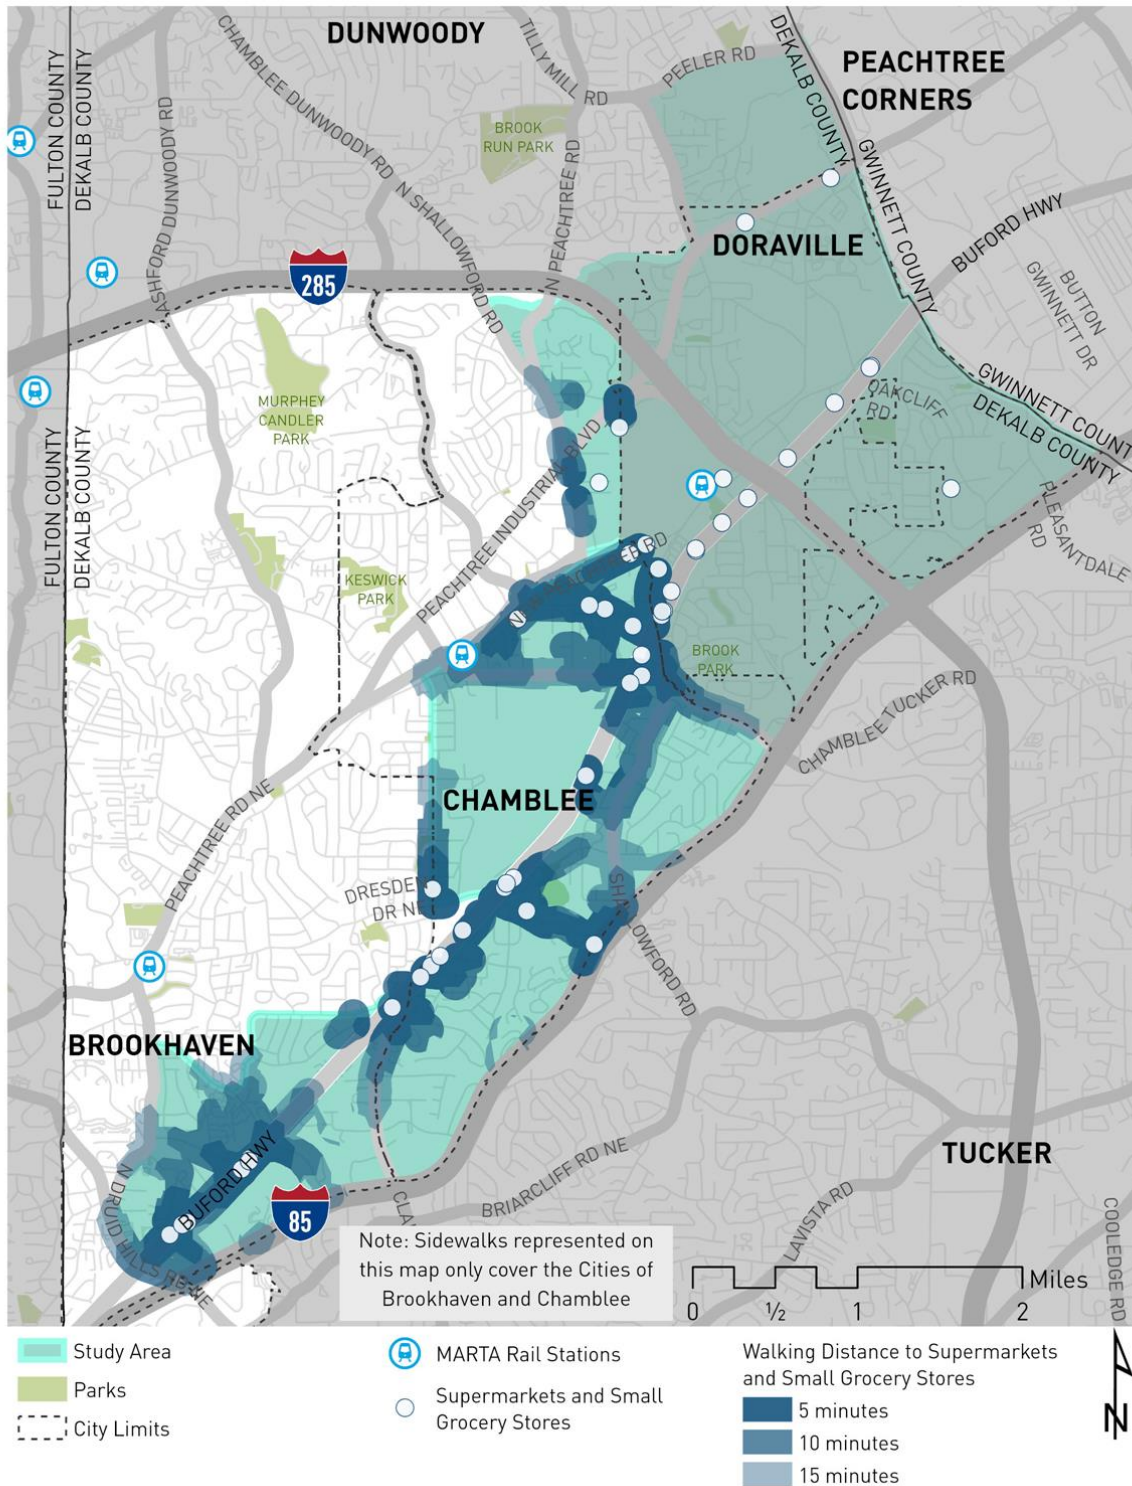 DUNWOODY
PEACHTREE
CORNERS
FULTON COUNTY
DEKALB COUNTY
ASHFORD DUNWOODY RD
CHAMBLEE DUNWOODY RD
N SHALLOWFORD RD
TILLY MILL RD
PEELER RD
BROOK
RUN PARK
N PEACHTREE RD
DEKALB COUNTY
GWINNETT COUNTY
DORAVILLE
BUFORD HWY
BUTTON
GWINNETT DR
285
MURPHEY
CANDLER
PARK
OAKCLIFF
RD
GWINNETT COUNT
DEKALB COUNTY
FULTON COUNTY
DEKALB COUNTY
PEACHTREE INDUSTRIAL BLVD
PLEASANTDALE
RD
KESWICK
PARK
NEW PEACHTREE RD
BROOK
PARK
CHAMBLEE TUCKER RD
CHAMBLEE
PEACHTREE RD NE
DRESDEN
DR NE
SHALLOWFORD RD
BROOKHAVEN
BUFORD HWY
N DRUID HILLS RD NE
85
CLA
BRIARCLIFF RD NE
TUCKER
LAVISTA RD
COOLEDGE RD
Note: Sidewalks represented on
this map only cover the Cities of
Brookhaven and Chamblee
Miles
0 ½ 1 2
Study Area
Parks
City Limits
MARTA Rail Stations
Supermarkets and Small
Grocery Stores
Walking Distance to Supermarkets
and Small Grocery Stores
5 minutes
10 minutes
15 minutes
N